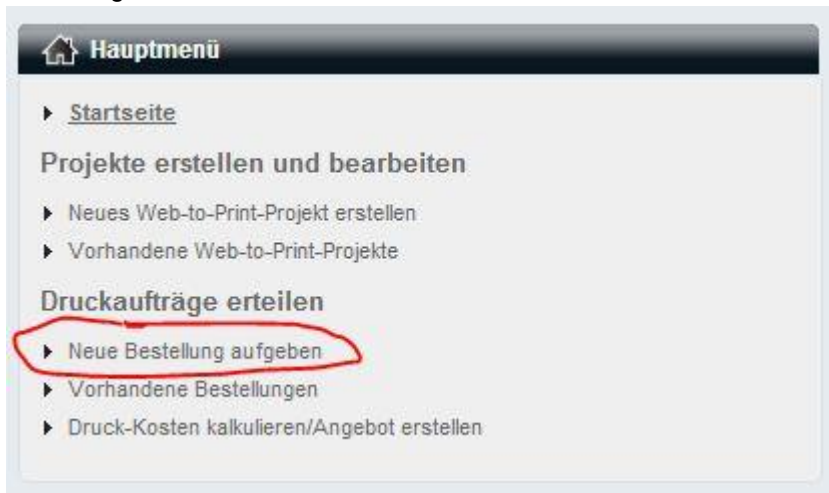 Hauptmenü
Startseite
Projekte erstellen und bearbeiten
Neues Web-to-Print-Projekt erstellen
Vorhandene Web-to-Print-Projekte
Druckaufträge erteilen
Neue Bestellung aufgeben
Vorhandene Bestellungen
Druck-Kosten kalkulieren/Angebot erstellen